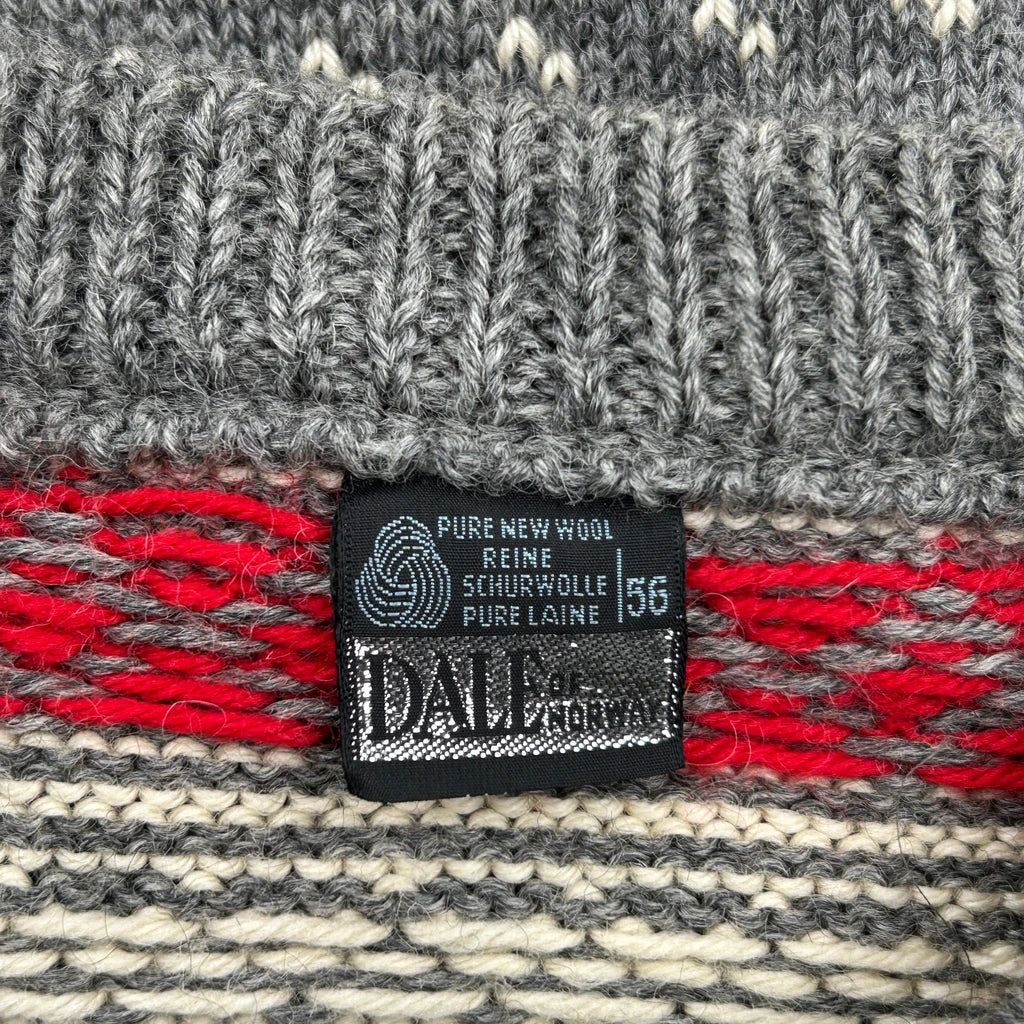 PURE NEW WOOL
REINE
SCHURWOLLE
PURE LAINE
56
DALE OF
NORWAY